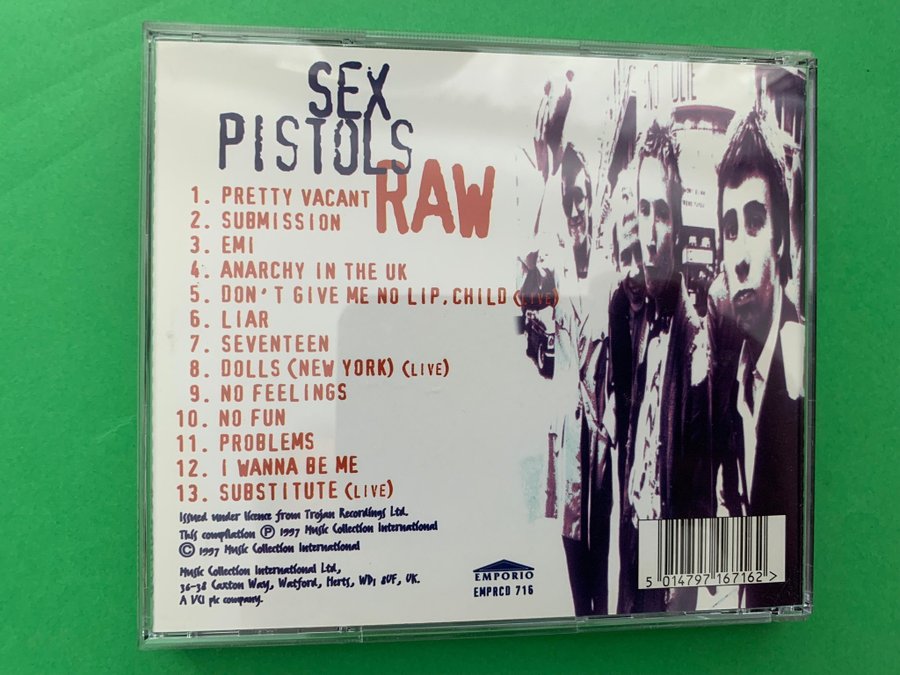 SEX
PISTOLS
RAW
1. PRETTY VACANT
2. SUBMISSION
3. EMI
4. ANARCHY IN THE UK
5. DON'T GIVE ME NO LIP, CHILD (LIVE)
6. LIAR
7. SEVENTEEN
8. DOLLS (NEW YORK) (LIVE)
9. NO FEELINGS
10. NO FUN
11. PROBLEMS
12. I WANNA BE ME
13. SUBSTITUTE (LIVE)
Issued under licence from Trojan Recordings Ltd.
This compilation ℗ 1997 Music Collection International
© 1997 Music Collection International
Music Collection International Ltd,
36-38 Caxton Way, Watford, Herts, WD1 8UF, UK.
A VCI plc company.
EMPORIO
EMPRCD 716
5 014797 167162 >